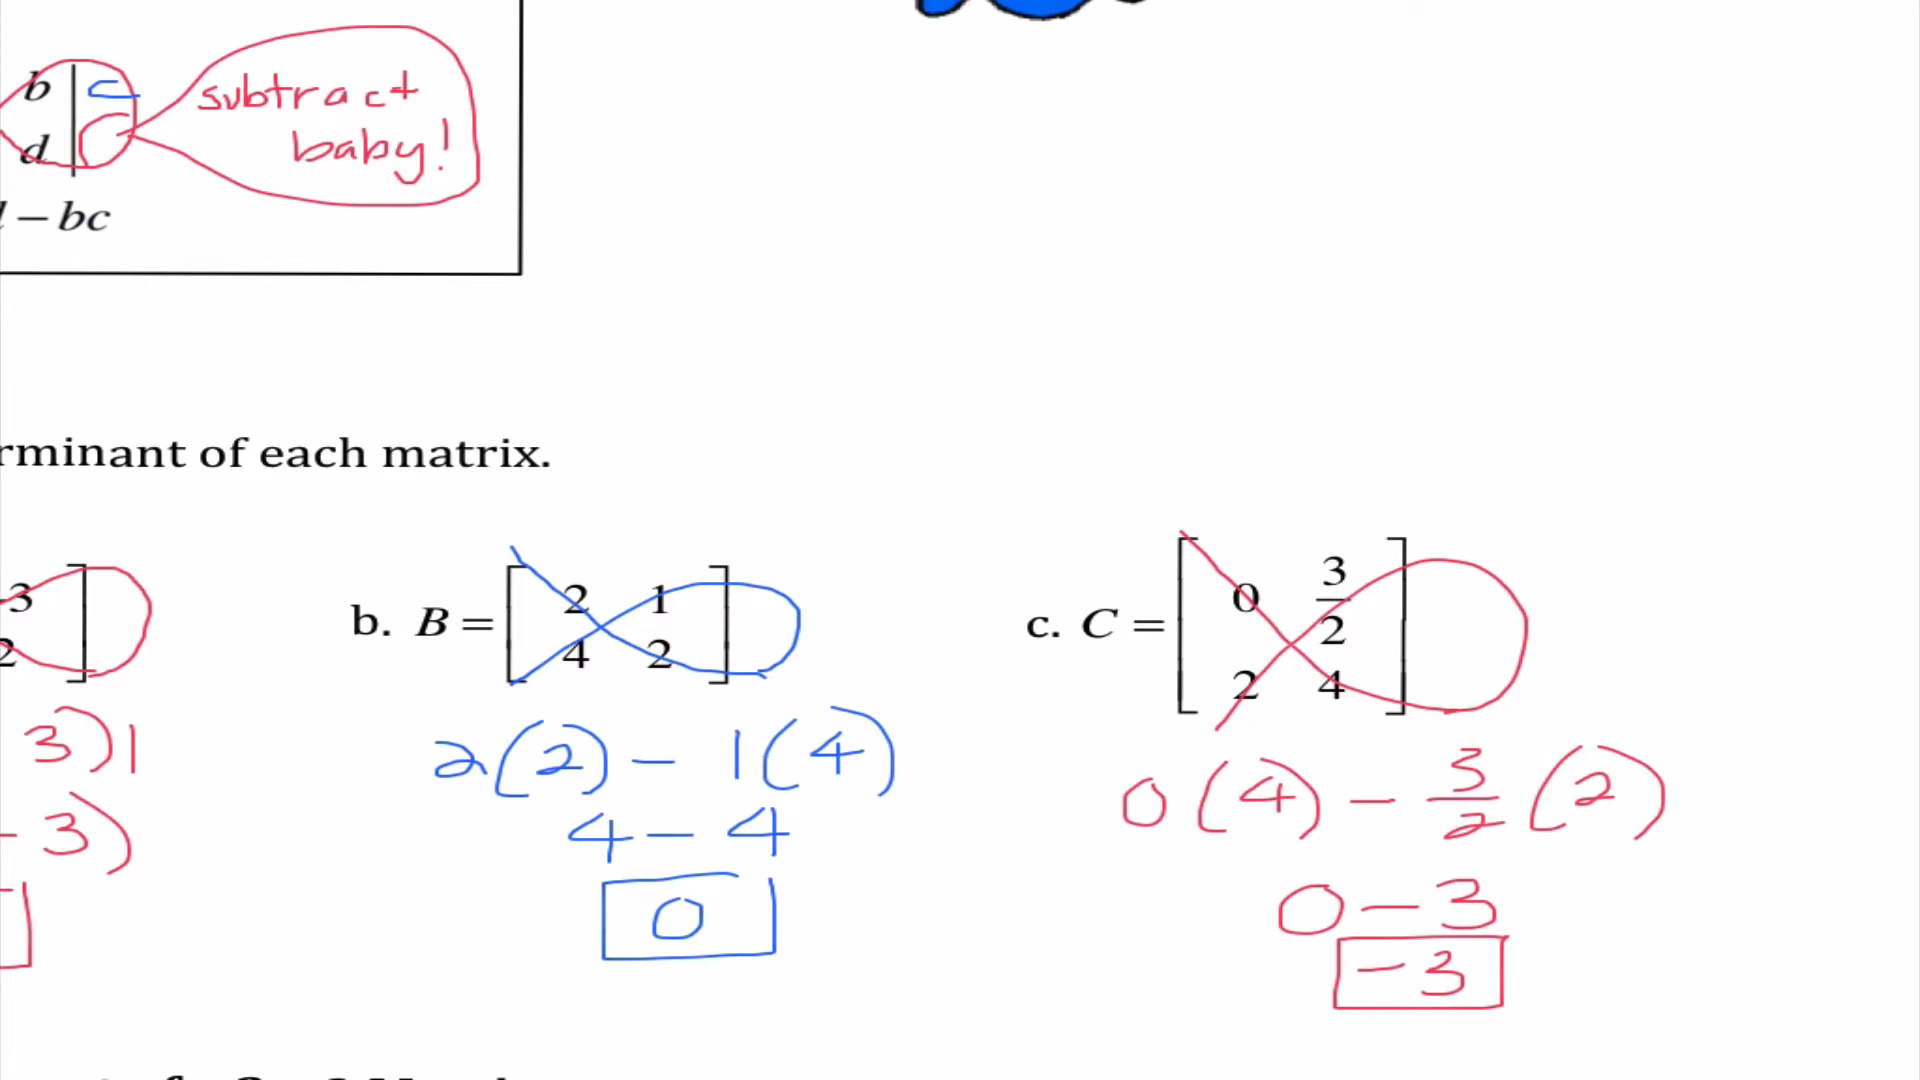 b c
subtract
d
baby!
– bc
rminant of each matrix.
3
2
b. B = [ 2 1
4 2 ]
c. C = [ 0 3/2
2 4 ]
3)1
– 3)
2(2) – 1(4)
4 – 4
0
0(4) – 3/2 (2)
0 – 3
–3